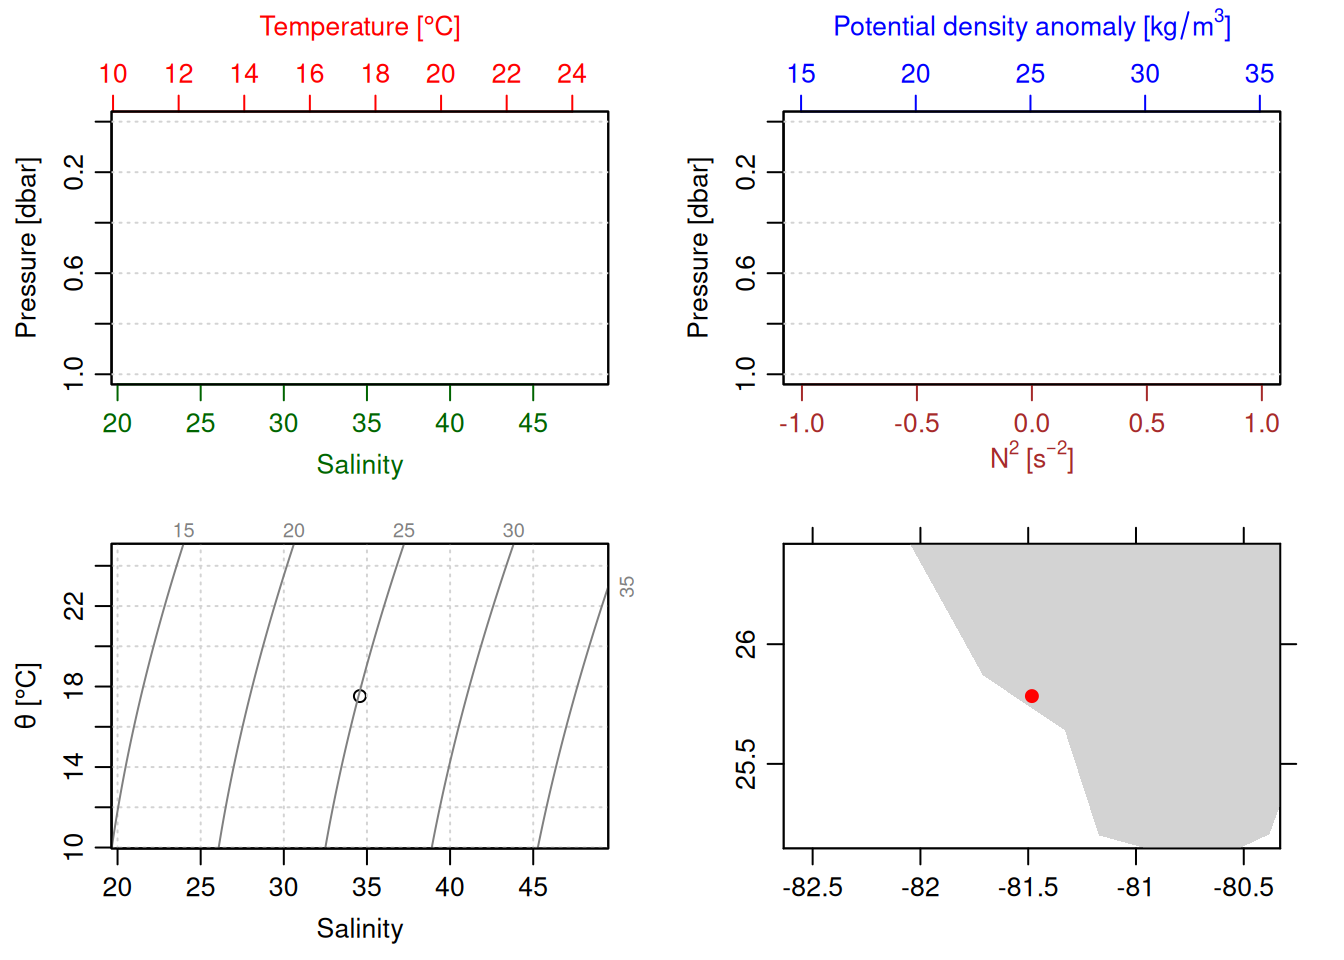 Temperature [°C]
10 12 14 16 18 20 22 24
Pressure [dbar]
0.2
0.6
1.0
20 25 30 35 40 45
Salinity
Potential density anomaly [kg/m³]
15 20 25 30 35
Pressure [dbar]
0.2
0.6
1.0
-1.0 -0.5 0.0 0.5 1.0
N² [s⁻²]
15 20 25 30
35
θ [°C]
22
18
14
10
20 25 30 35 40 45
Salinity
26
25.5
-82.5 -82 -81.5 -81 -80.5